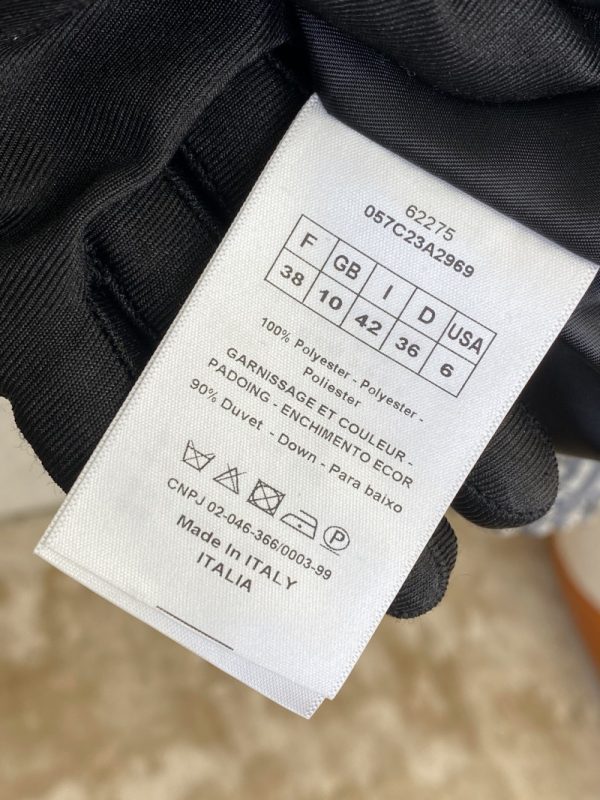 62275
057C23A2969
F GB I D USA
38 10 42 36 6
100% Polyester - Polyester -
Poliester
GARNISSAGE ET COULEUR -
PADOING - ENCHIMENTO ECOR
90% Duvet - Down - Para baixo
P
CNPJ 02-046-366/0003-99
Made In ITALY
ITALIA